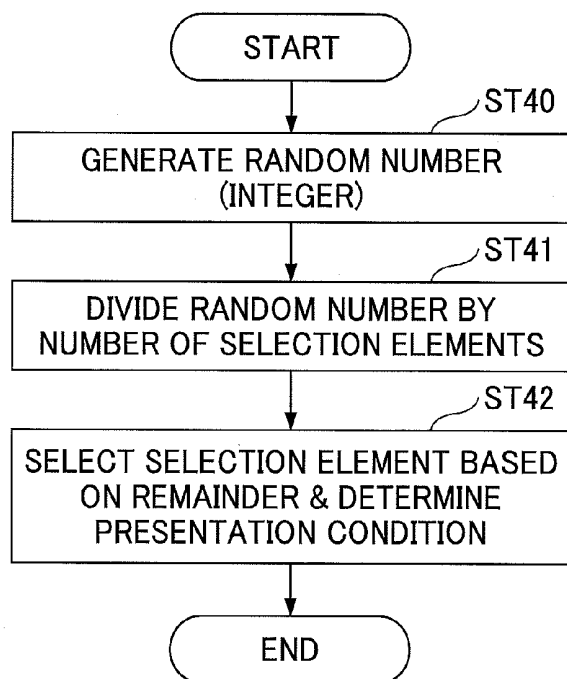 START
ST40
GENERATE RANDOM NUMBER
(INTEGER)
ST41
DIVIDE RANDOM NUMBER BY
NUMBER OF SELECTION ELEMENTS
ST42
SELECT SELECTION ELEMENT BASED
ON REMAINDER & DETERMINE
PRESENTATION CONDITION
END